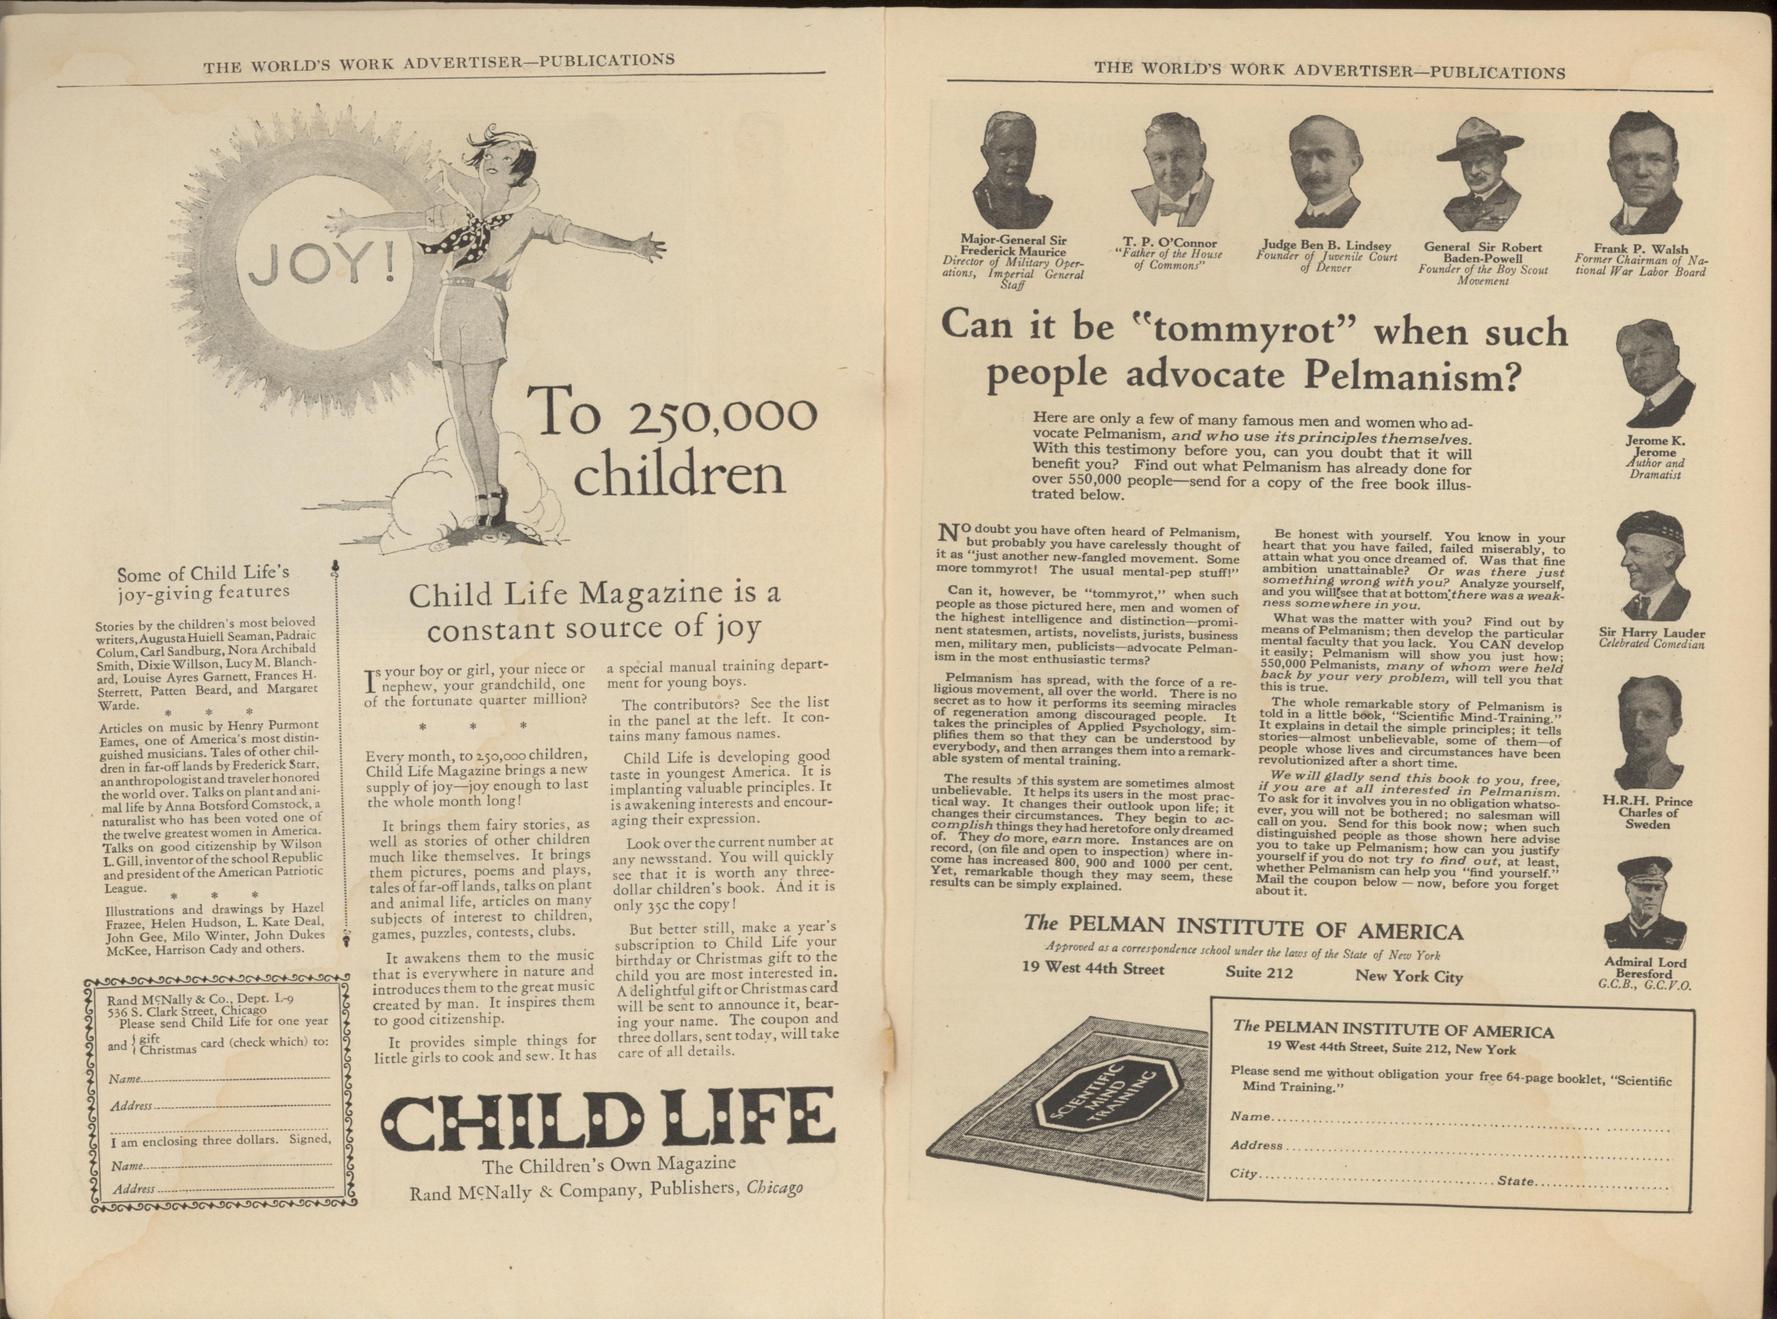 THE WORLD'S WORK ADVERTISER—PUBLICATIONS
JOY!
To 250,000
children
Some of Child Life's
joy-giving features
Stories by the children's most beloved
writers, Augusta Huiell Seaman, Padraic
Colum, Carl Sandburg, Nora Archibald
Smith, Dixie Willson, Lucy M. Blanch-
ard, Louise Ayres Garnett, Frances H.
Sterrett, Patten Beard, and Margaret
Warde.
* * *
Articles on music by Henry Purmont
Eames, one of America's most distin-
guished musicians. Tales of other chil-
dren in far-off lands by Frederick Starr,
an anthropologist and traveler honored
the world over. Talks on plant and ani-
mal life by Anna Botsford Comstock, a
naturalist who has been voted one of
the twelve greatest women in America.
Talks on good citizenship by Wilson
L. Gill, inventor of the school Republic
and president of the American Patriotic
League.
* * *
Illustrations and drawings by Hazel
Frazee, Helen Hudson, L. Kate Deal,
John Gee, Milo Winter, John Dukes
McKee, Harrison Cady and others.
Rand McNally & Co., Dept. L-9
536 S. Clark Street, Chicago
Please send Child Life for one year
and { gift
Christmas card (check which) to:
Name
Address
I am enclosing three dollars. Signed,
Name
Address
Child Life Magazine is a
constant source of joy
Is your boy or girl, your niece or
nephew, your grandchild, one
of the fortunate quarter million?
* * *
Every month, to 250,000 children,
Child Life Magazine brings a new
supply of joy—joy enough to last
the whole month long!
It brings them fairy stories, as
well as stories of other children
much like themselves. It brings
them pictures, poems and plays,
tales of far-off lands, talks on plant
and animal life, articles on many
subjects of interest to children,
games, puzzles, contests, clubs.
It awakens them to the music
that is everywhere in nature and
introduces them to the great music
created by man. It inspires them
to good citizenship.
It provides simple things for
little girls to cook and sew. It has
a special manual training depart-
ment for young boys.
The contributors? See the list
in the panel at the left. It con-
tains many famous names.
Child Life is developing good
taste in youngest America. It is
implanting valuable principles. It
is awakening interests and encour-
aging their expression.
Look over the current number at
any newsstand. You will quickly
see that it is worth any three-
dollar children's book. And it is
only 35c the copy!
But better still, make a year's
subscription to Child Life your
birthday or Christmas gift to the
child you are most interested in.
A delightful gift or Christmas card
will be sent to announce it, bear-
ing your name. The coupon and
three dollars, sent today, will take
care of all details.
CHILD LIFE
The Children's Own Magazine
Rand McNally & Company, Publishers, Chicago
THE WORLD'S WORK ADVERTISER—PUBLICATIONS
Major-General Sir
Frederick Maurice
Director of Military Oper-
ations, Imperial General
Staff
T. P. O'Connor
"Father of the House
of Commons"
Judge Ben B. Lindsey
Founder of Juvenile Court
of Denver
General Sir Robert
Baden-Powell
Founder of the Boy Scout
Movement
Frank P. Walsh
Former Chairman of Na-
tional War Labor Board
Can it be "tommyrot" when such
people advocate Pelmanism?
Here are only a few of many famous men and women who ad-
vocate Pelmanism, and who use its principles themselves.
With this testimony before you, can you doubt that it will
benefit you? Find out what Pelmanism has already done for
over 550,000 people—send for a copy of the free book illus-
trated below.
NO doubt you have often heard of Pelmanism,
but probably you have carelessly thought of
it as "just another new-fangled movement. Some
more tommyrot! The usual mental-pep stuff!"
Can it, however, be "tommyrot," when such
people as those pictured here, men and women of
the highest intelligence and distinction—promi-
nent statesmen, artists, novelists, jurists, business
men, military men, publicists—advocate Pelman-
ism in the most enthusiastic terms?
Pelmanism has spread, with the force of a re-
ligious movement, all over the world. There is no
secret as to how it performs its seeming miracles
of regeneration among discouraged people. It
takes the principles of Applied Psychology, sim-
plifies them so that they can be understood by
everybody, and then arranges them into a remark-
able system of mental training.
The results of this system are sometimes almost
unbelievable. It helps its users in the most prac-
tical way. It changes their outlook upon life; it
changes their circumstances. They begin to ac-
complish things they had heretofore only dreamed
of. They do more, earn more. Instances are on
record, (on file and open to inspection) where in-
come has increased 800, 900 and 1000 per cent.
Yet, remarkable though they may seem, these
results can be simply explained.
Be honest with yourself. You know in your
heart that you have failed, failed miserably, to
attain what you once dreamed of. Was that fine
ambition unattainable? Or was there just
something wrong with you? Analyze yourself,
and you will see that at bottom there was a weak-
ness somewhere in you.
What was the matter with you? Find out by
means of Pelmanism; then develop the particular
mental faculty that you lack. You CAN develop
it easily; Pelmanism will show you just how;
550,000 Pelmanists, many of whom were held
back by your very problem, will tell you that
this is true.
The whole remarkable story of Pelmanism is
told in a little book, "Scientific Mind-Training."
It explains in detail the simple principles; it tells
stories—almost unbelievable, some of them—of
people whose lives and circumstances have been
revolutionized after a short time.
We will gladly send this book to you, free,
if you are at all interested in Pelmanism.
To ask for it involves you in no obligation whatso-
ever, you will not be bothered; no salesman will
call on you. Send for this book now; when such
distinguished people as those shown here advise
you to take up Pelmanism; how can you justify
yourself if you do not try to find out, at least,
whether Pelmanism can help you "find yourself."
Mail the coupon below — now, before you forget
about it.
Jerome K.
Jerome
Author and
Dramatist
Sir Harry Lauder
Celebrated Comedian
H.R.H. Prince
Charles of
Sweden
Admiral Lord
Beresford
G.C.B., G.C.V.O.
The PELMAN INSTITUTE OF AMERICA
Approved as a correspondence school under the laws of the State of New York
19 West 44th Street Suite 212 New York City
SCIENTIFIC
MIND
TRAINING
The PELMAN INSTITUTE OF AMERICA
19 West 44th Street, Suite 212, New York
Please send me without obligation your free 64-page booklet, "Scientific
Mind Training."
Name
Address
City State